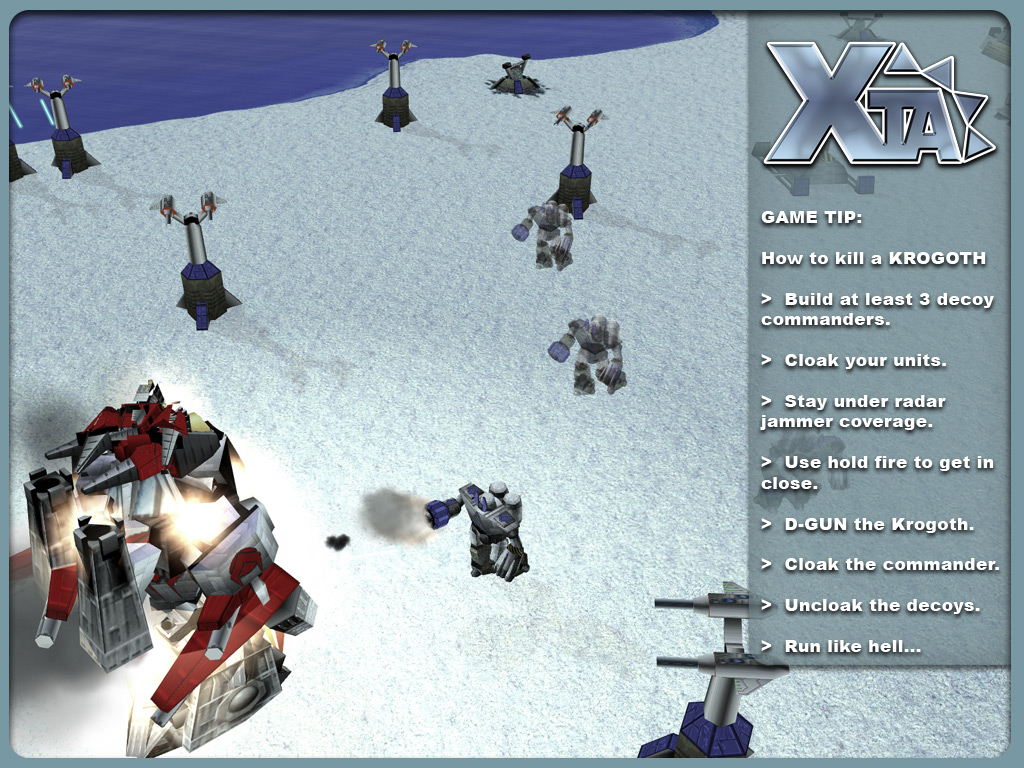 XTA
GAME TIP:
How to kill a KROGOTH
> Build at least 3 decoy
commanders.
> Cloak your units.
> Stay under radar
jammer coverage.
> Use hold fire to get in
close.
> D-GUN the Krogoth.
> Cloak the commander.
> Uncloak the decoys.
> Run like hell...